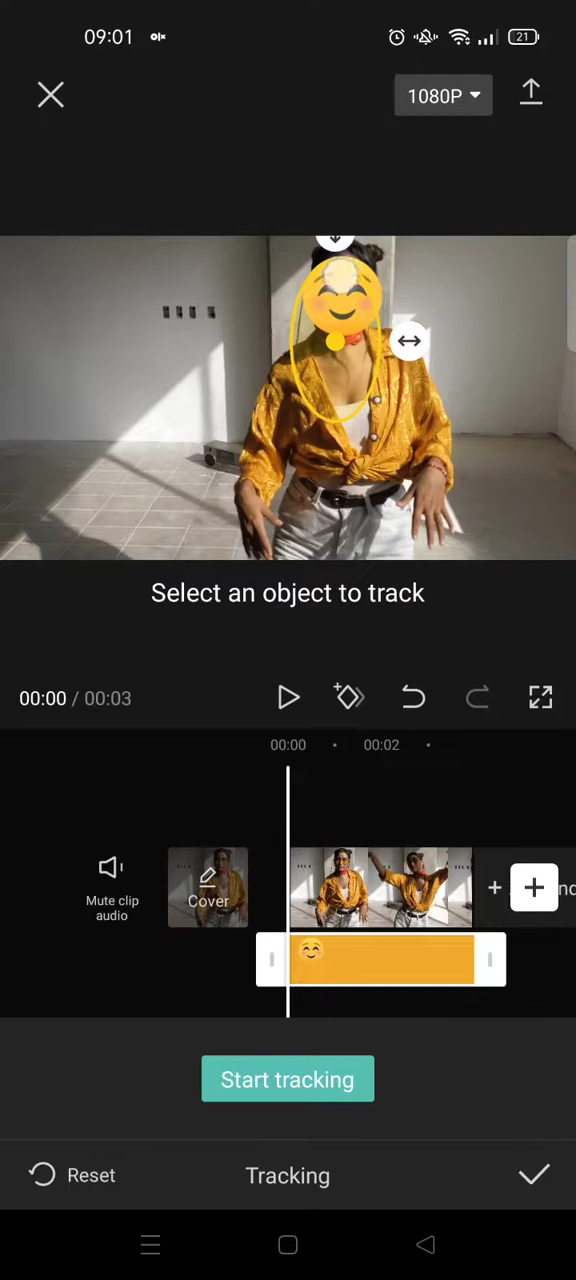 09:01
21
1080P
Select an object to track
00:00 / 00:03
00:00
00:02
Mute clip
audio
Cover
Start tracking
Reset
Tracking